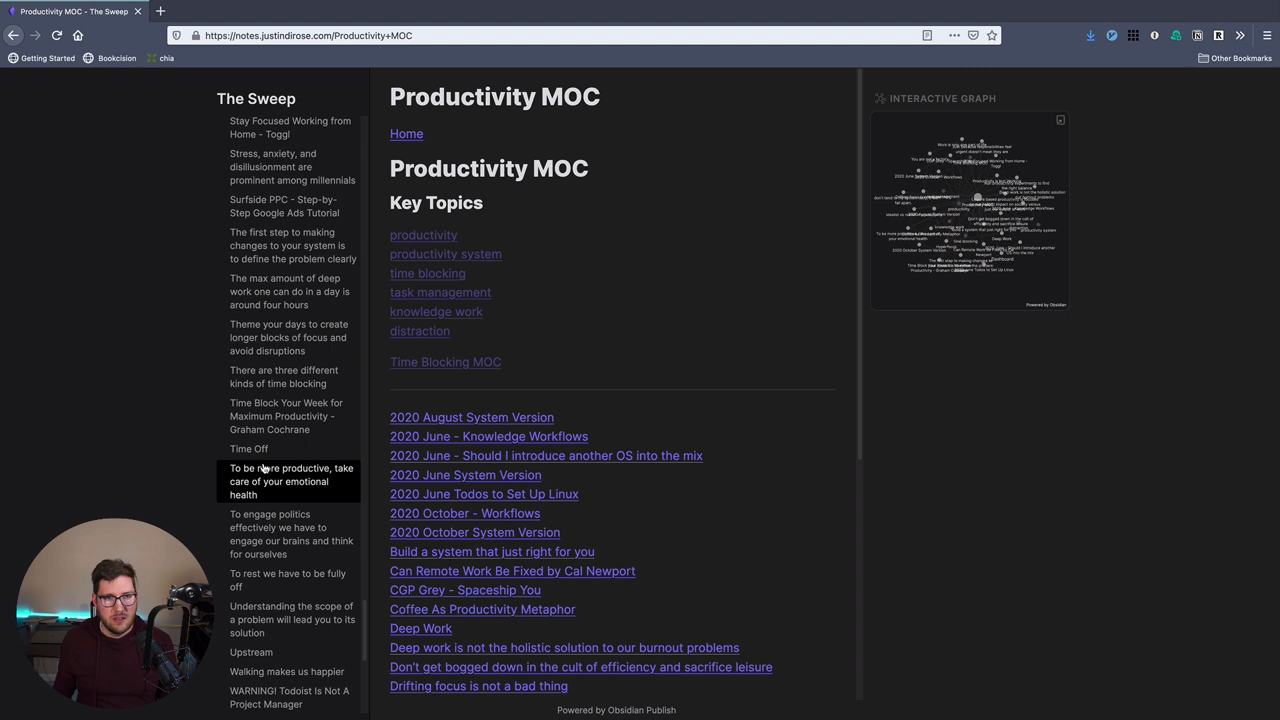 Productivity MOC - The Sweep
https://notes.justindirose.com/Productivity+MOC
Getting Started
Bookcision
chia
Other Bookmarks
The Sweep
Stay Focused Working from
Home - Toggl
Stress, anxiety, and
disillusionment are
prominent among millennials
Surfside PPC - Step-by-
Step Google Ads Tutorial
The first step to making
changes to your system is
to define the problem clearly
The max amount of deep
work one can do in a day is
around four hours
Theme your days to create
longer blocks of focus and
avoid disruptions
There are three different
kinds of time blocking
Time Block Your Week for
Maximum Productivity -
Graham Cochrane
Time Off
To be more productive, take
care of your emotional
health
To engage politics
effectively we have to
engage our brains and think
for ourselves
To rest we have to be fully
off
Understanding the scope of
a problem will lead you to its
solution
Upstream
Walking makes us happier
WARNING! Todoist Is Not A
Project Manager
Productivity MOC
Home
Productivity MOC
Key Topics
productivity
productivity system
time blocking
task management
knowledge work
distraction
Time Blocking MOC
2020 August System Version
2020 June - Knowledge Workflows
2020 June - Should I introduce another OS into the mix
2020 June System Version
2020 June Todos to Set Up Linux
2020 October - Workflows
2020 October System Version
Build a system that just right for you
Can Remote Work Be Fixed by Cal Newport
CGP Grey - Spaceship You
Coffee As Productivity Metaphor
Deep Work
Deep work is not the holistic solution to our burnout problems
Don't get bogged down in the cult of efficiency and sacrifice leisure
Drifting focus is not a bad thing
Powered by Obsidian Publish
INTERACTIVE GRAPH
Deep Work
Dashboard
Powered by Obsidian